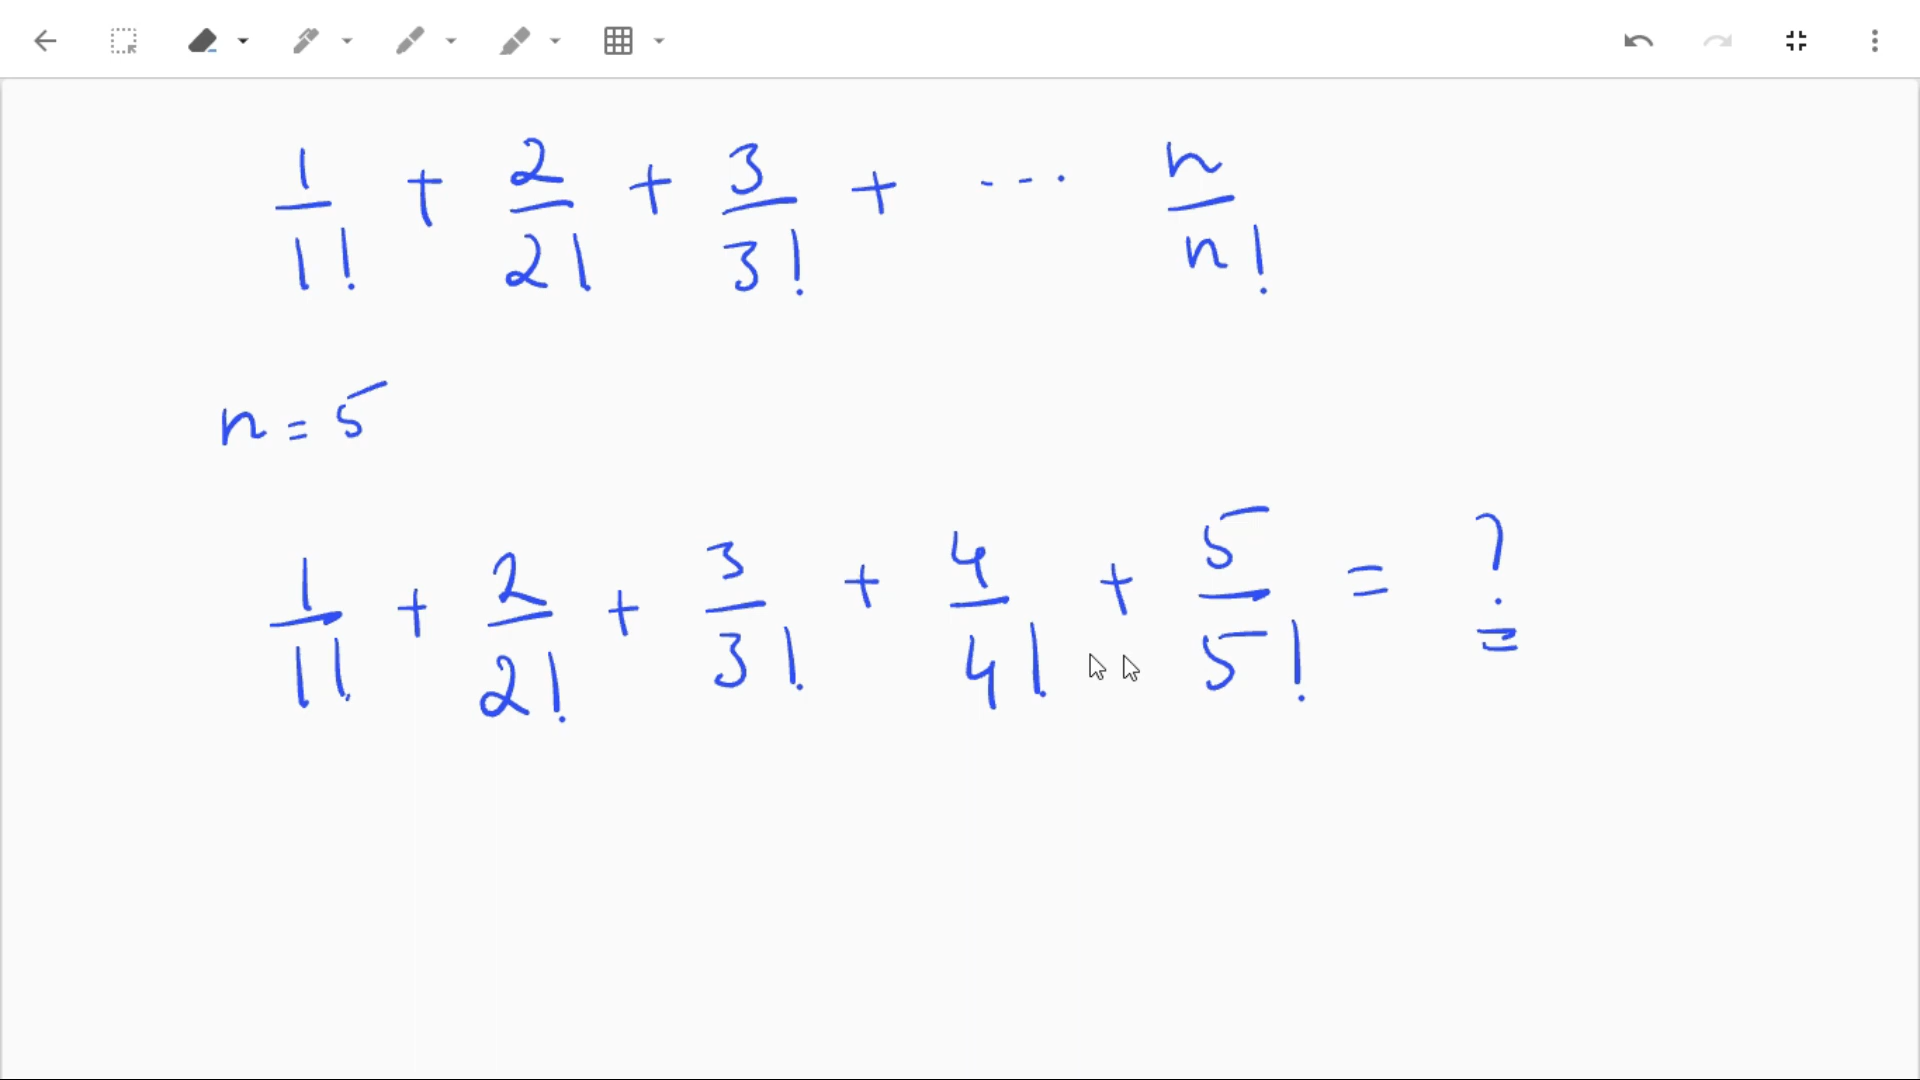 1/1! + 2/2! + 3/3! + ... n/n!
n = 5
1/1! + 2/2! + 3/3! + 4/4! + 5/5! = ?